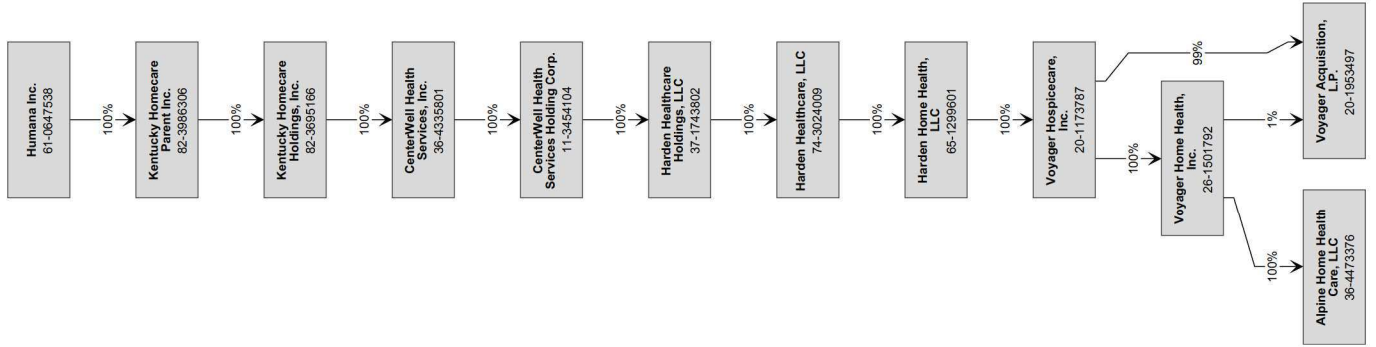 Humana Inc.
61-0647538
100%
Kentucky Homecare
Parent Inc.
82-3986306
100%
Kentucky Homecare
Holdings, Inc.
82-3695166
100%
CenterWell Health
Services, Inc.
36-4335801
100%
CenterWell Health
Services Holding Corp.
11-3454104
100%
Harden Healthcare
Holdings, LLC
37-1743802
100%
Harden Healthcare, LLC
74-3024009
100%
Harden Home Health,
LLC
65-1299601
100%
Voyager Hospicecare,
Inc.
20-1173787
100%
99%
Voyager Home Health,
Inc.
26-1501792
100%
1%
Alpine Home Health
Care, LLC
36-4473376
Voyager Acquisition,
L.P.
20-1953497